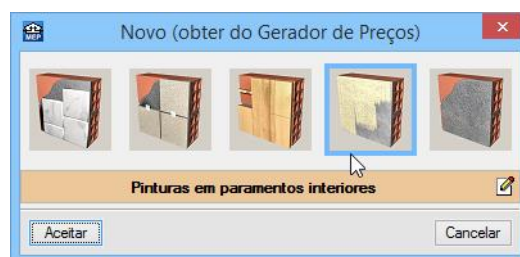 MEP
Novo (obter do Gerador de Preços)
Pinturas em paramentos interiores
Aceitar
Cancelar